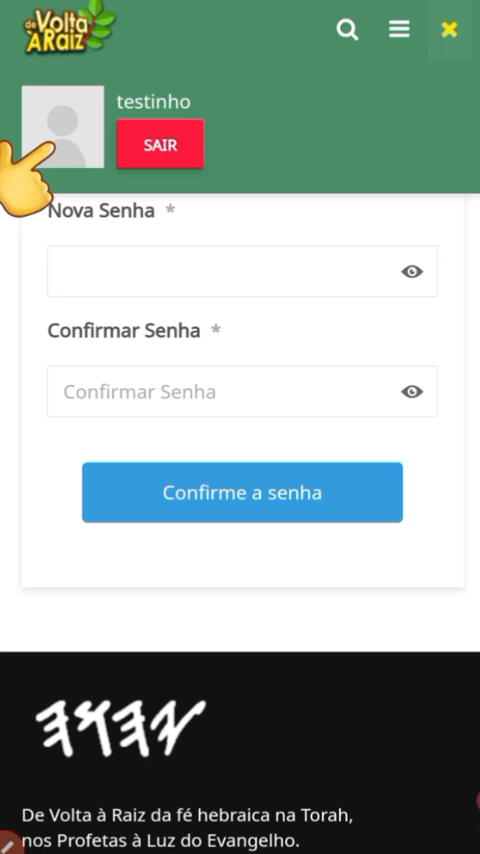 de Volta
À Raiz
testinho
SAIR
Nova Senha *
Confirmar Senha *
Confirmar Senha
Confirme a senha
𐤉𐤄𐤅𐤄
De Volta à Raiz da fé hebraica na Torah,
nos Profetas à Luz do Evangelho.